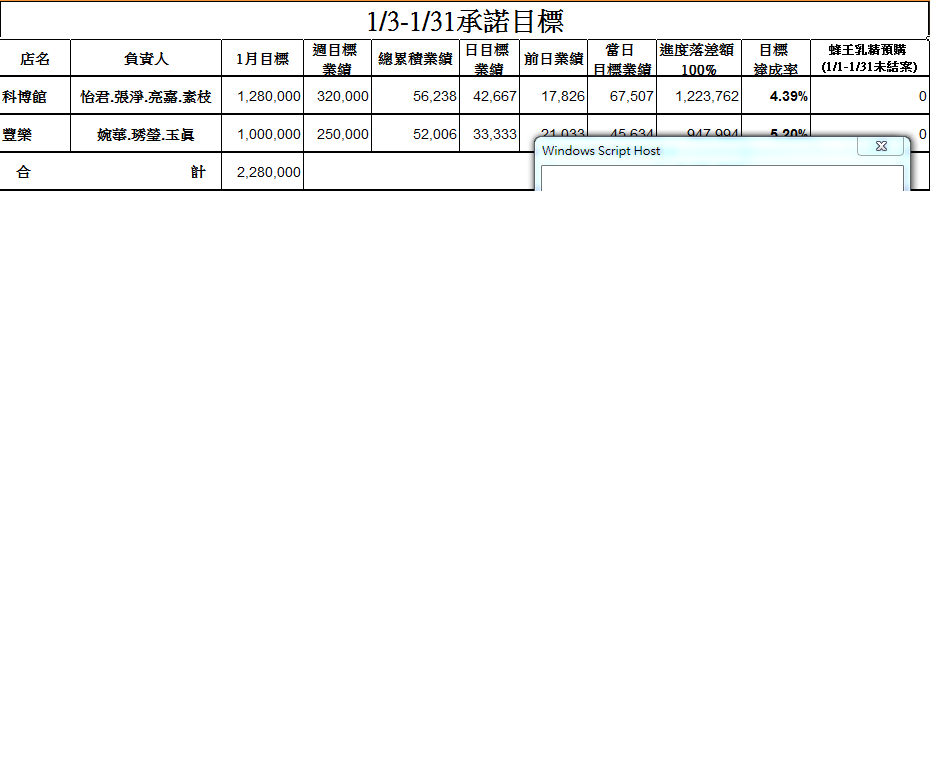 1/3-1/31承諾目標
店名 負責人 1月目標 週目標業績 總累積業績 日目標業績 前日業績 當日目標業績 進度落差額100% 目標達成率 蜂王乳精預購(1/1-1/31未結案)
科博館 怡君.張淨.亮嘉.素枝 1,280,000 320,000 56,238 42,667 17,826 67,507 1,223,762 4.39% 0
豐樂 婉華.琇瑩.玉真 1,000,000 250,000 52,006 33,333 21,033 45,634 947,994 5.20% 0
合計 2,280,000
Windows Script Host